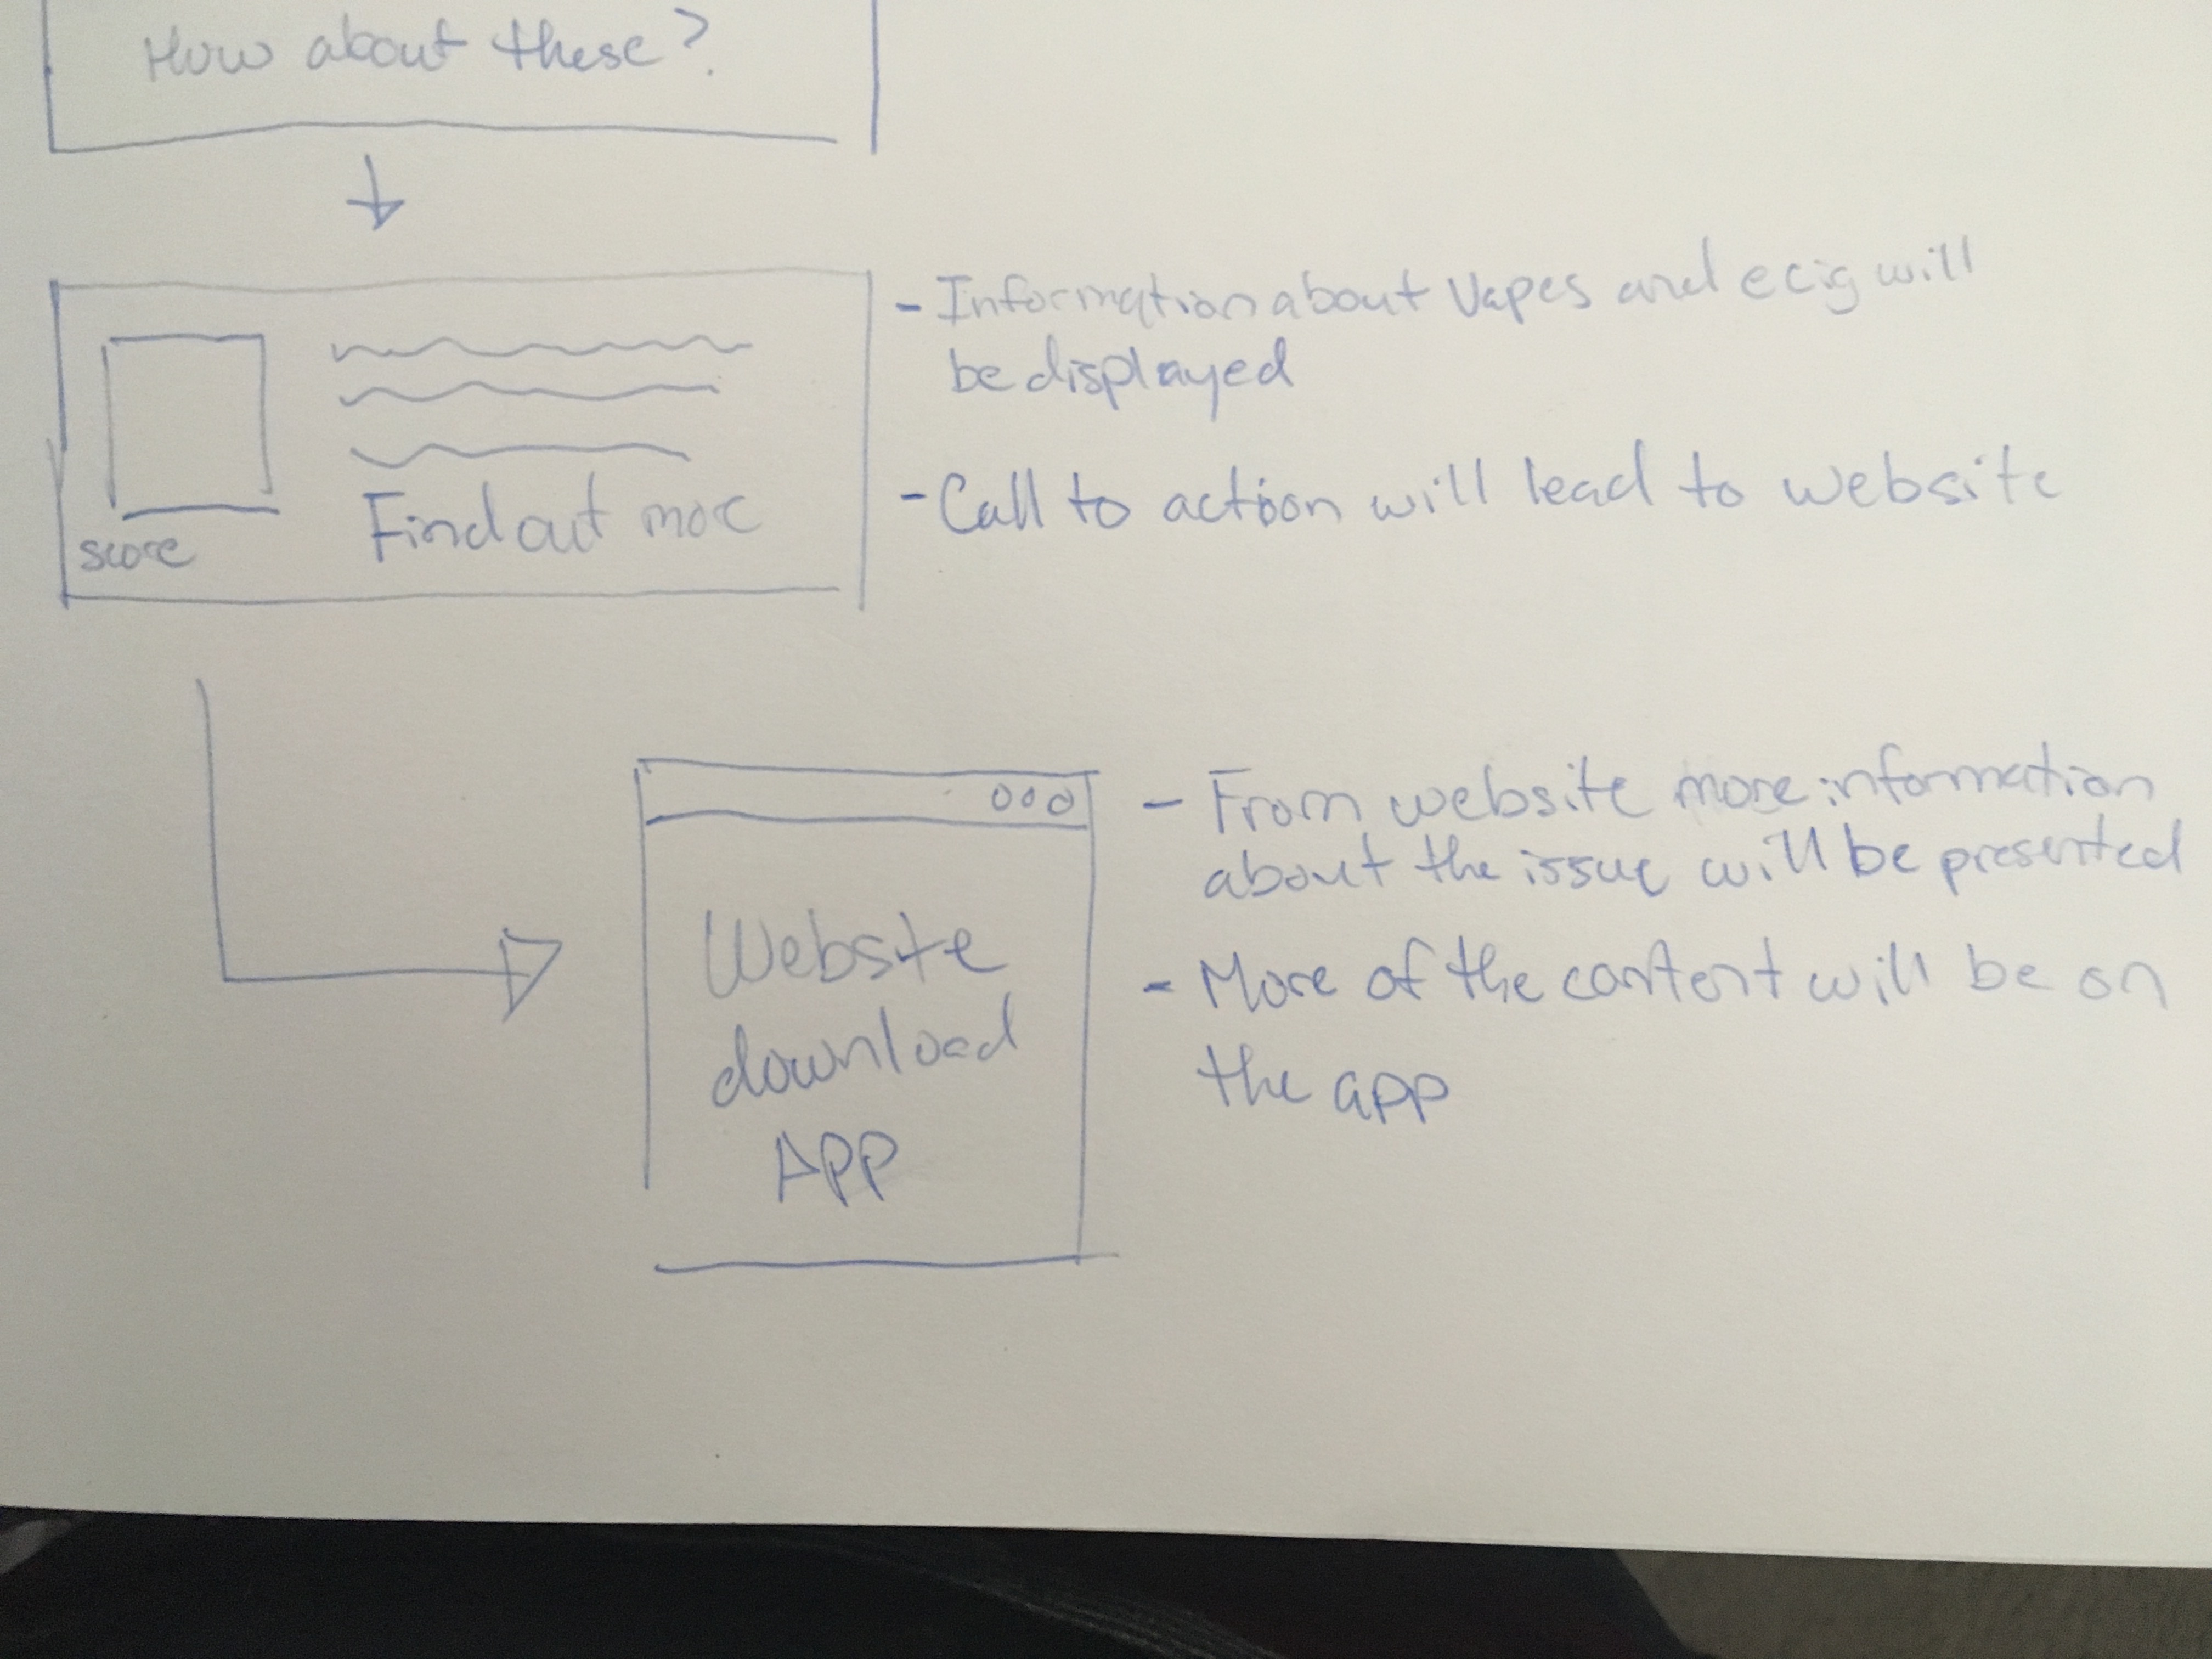 How about these?
- Information about Vapes and ecig will
be displayed
- Call to action will lead to website
Find out more
score
- From website more information
about the issue will be presented
Website
- More of the content will be on
download
the app
APP